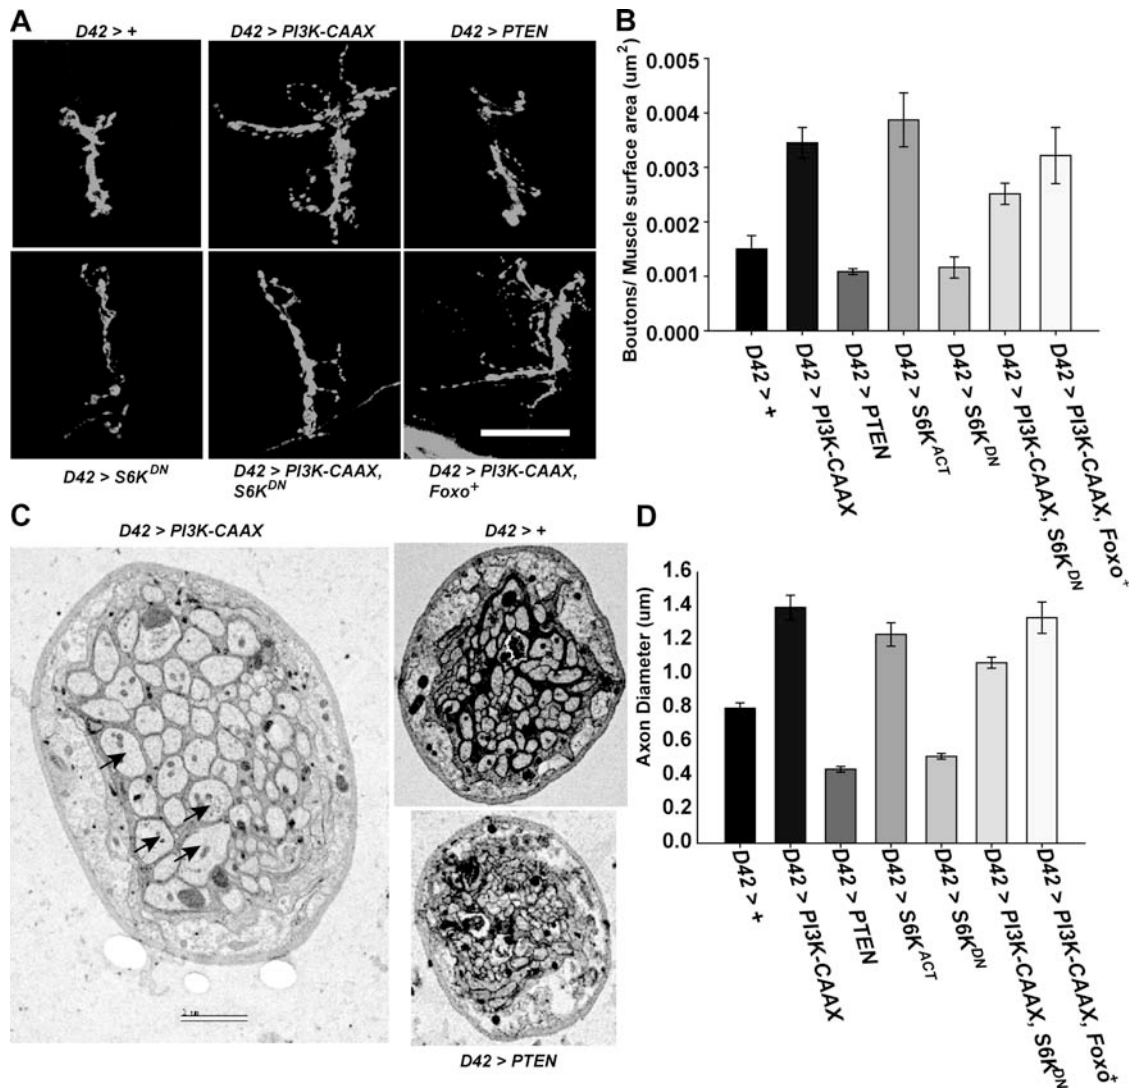 A
D42 > +
D42 > PI3K-CAAX
D42 > PTEN
D42 > S6K^DN
D42 > PI3K-CAAX,
S6K^DN
D42 > PI3K-CAAX,
Foxo^+
B
Boutons/ Muscle surface area (um^2)
0.005
0.004
0.003
0.002
0.001
0.000
D42 > +
D42 > PI3K-CAAX
D42 > PTEN
D42 > S6K^ACT
D42 > S6K^DN
D42 > PI3K-CAAX, S6K^DN
D42 > PI3K-CAAX, Foxo^+
C
D42 > PI3K-CAAX
D42 > +
D42 > PTEN
D
Axon Diameter (um)
1.6
1.4
1.2
1.0
0.8
0.6
0.4
0.2
0.0
D42 > +
D42 > PI3K-CAAX
D42 > PTEN
D42 > S6K^ACT
D42 > S6K^DN
D42 > PI3K-CAAX, S6K^DN
D42 > PI3K-CAAX, Foxo^+